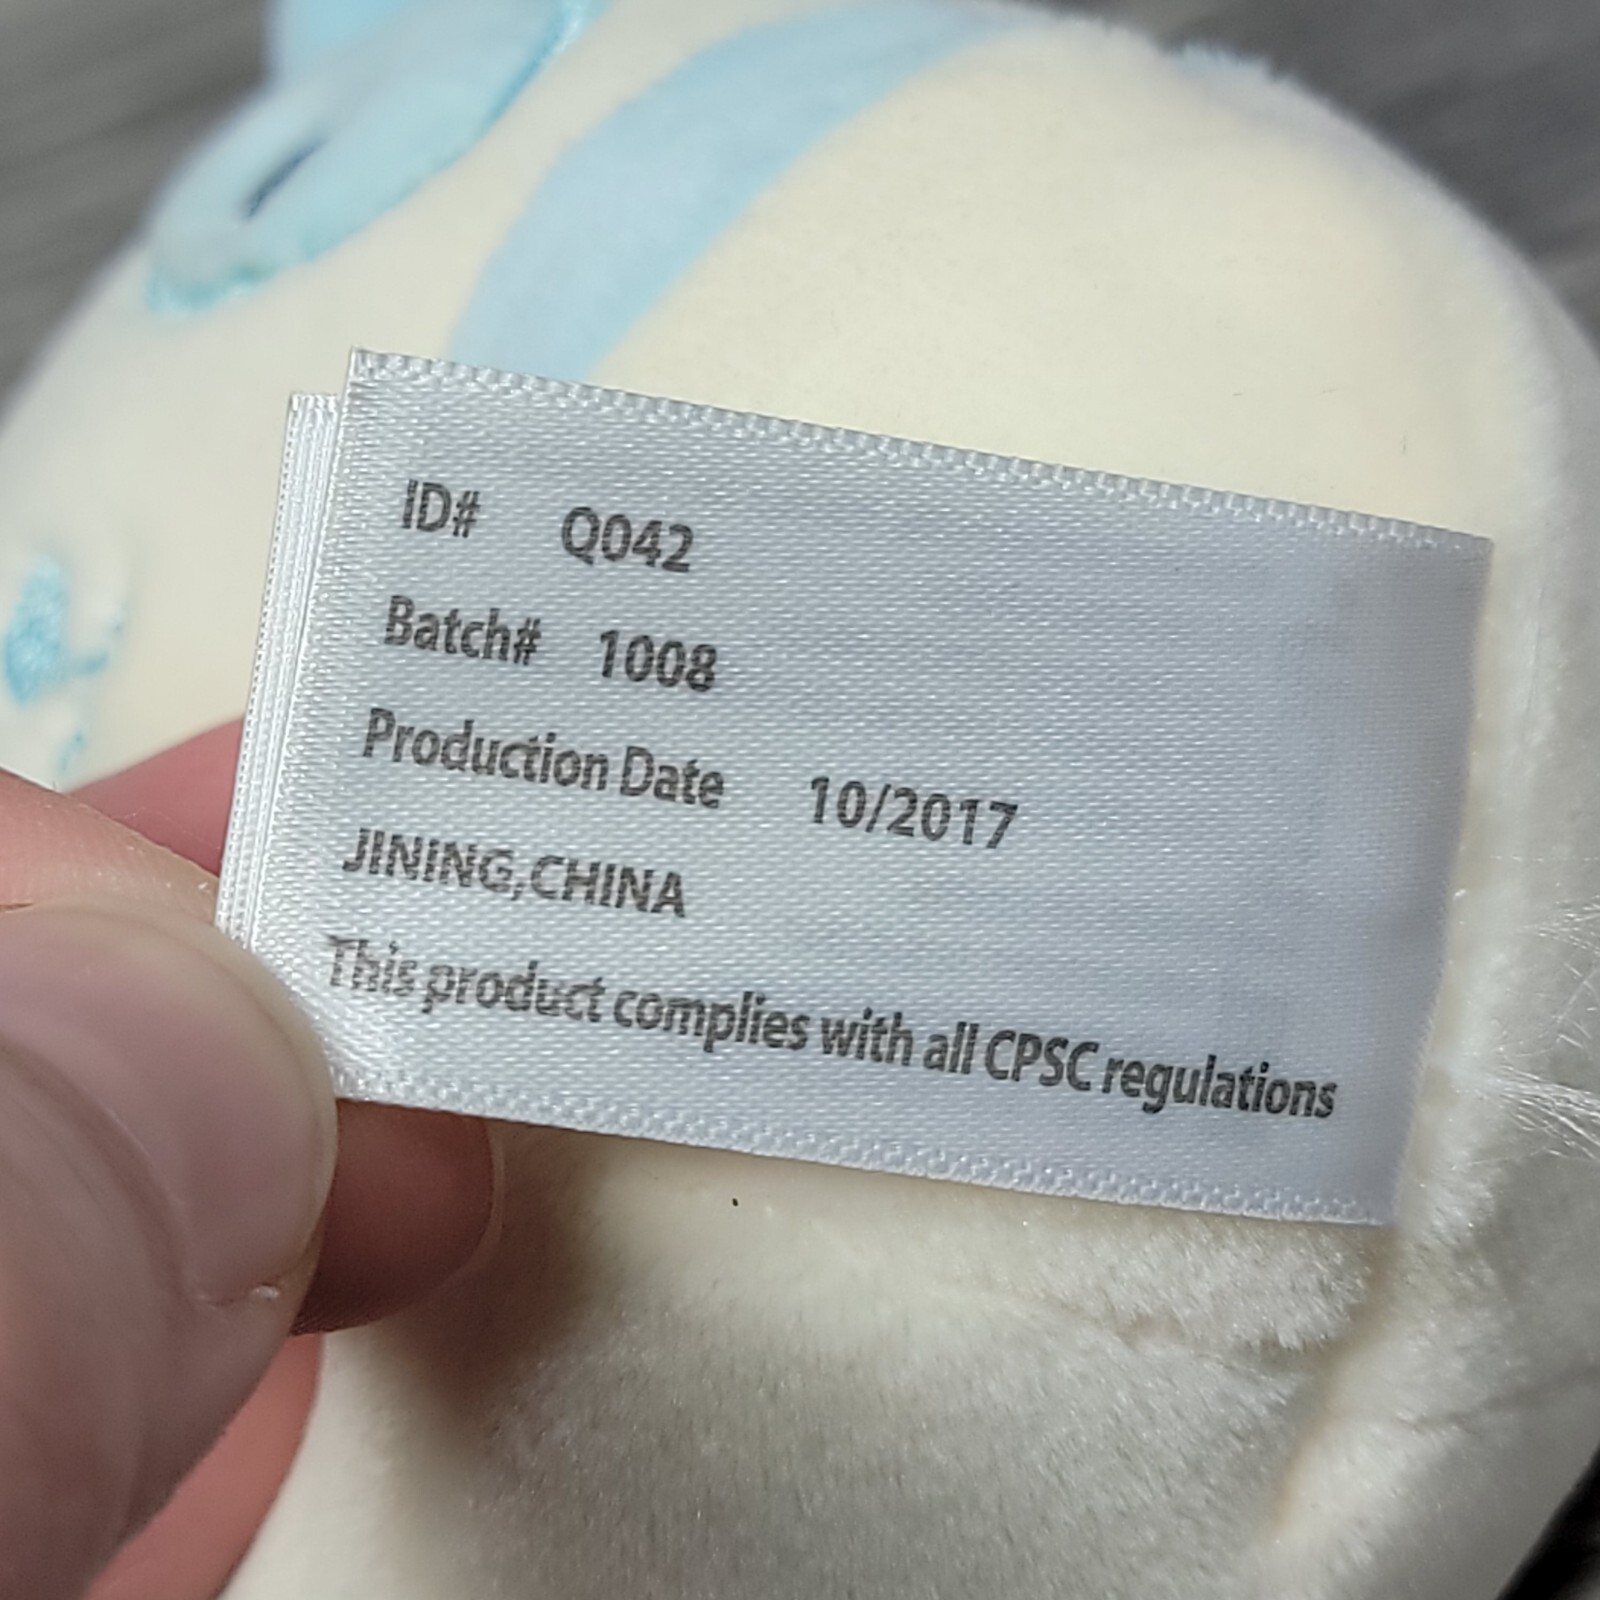 ID# Q042
Batch# 1008
Production Date 10/2017
JINING,CHINA
This product complies with all CPSC regulations